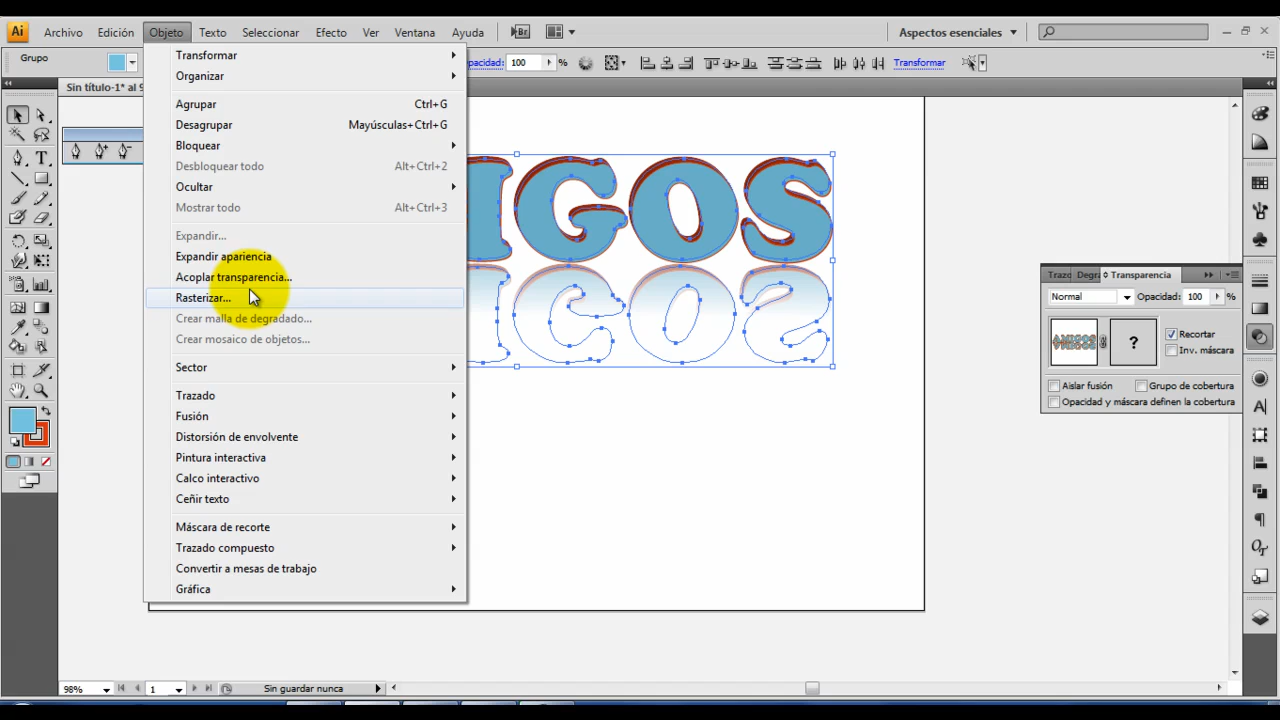 Ai Archivo Edición Objeto Texto Seleccionar Efecto Ver Ventana Ayuda Br Aspectos esenciales
Grupo pacidad: 100 % Transformar
Sin título-1* al 9
Transformar
Organizar
Agrupar Ctrl+G
Desagrupar Mayúsculas+Ctrl+G
Bloquear
Desbloquear todo Alt+Ctrl+2
Ocultar
Mostrar todo Alt+Ctrl+3
Expandir...
Expandir apariencia
Acoplar transparencia...
Rasterizar...
Crear malla de degradado...
Crear mosaico de objetos...
Sector
Trazado
Fusión
Distorsión de envolvente
Pintura interactiva
Calco interactivo
Ceñir texto
Máscara de recorte
Trazado compuesto
Convertir a mesas de trabajo
Gráfica
IGOS
Trazo Degra Transparencia
Normal Opacidad: 100 %
AMIGOS
?
Recortar
Inv. máscara
Aislar fusión Grupo de cobertura
Opacidad y máscara definen la cobertura
98% 1 Sin guardar nunca